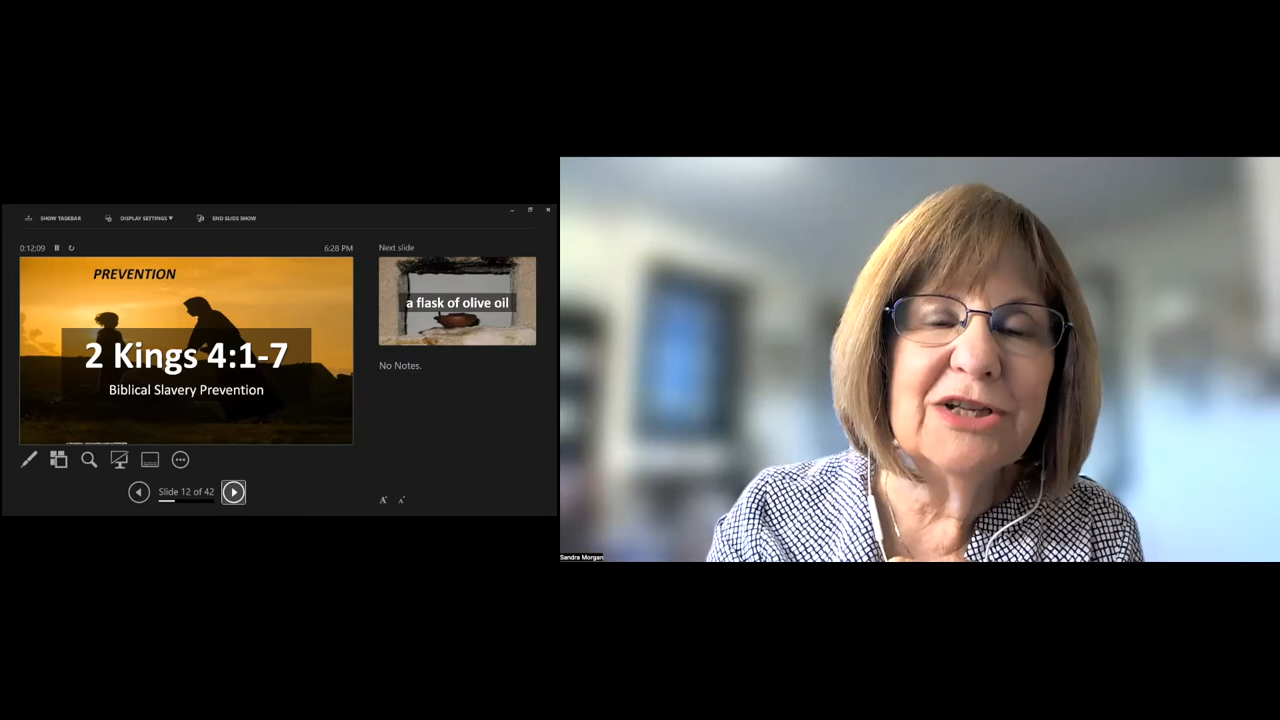 SHOW TASKBAR
DISPLAY SETTINGS ▼
END SLIDE SHOW
0:12:09
6:28 PM
Next slide
PREVENTION
2 Kings 4:1-7
Biblical Slavery Prevention
a flask of olive oil
No Notes.
Slide 12 of 42
A A
Sandra Morgan